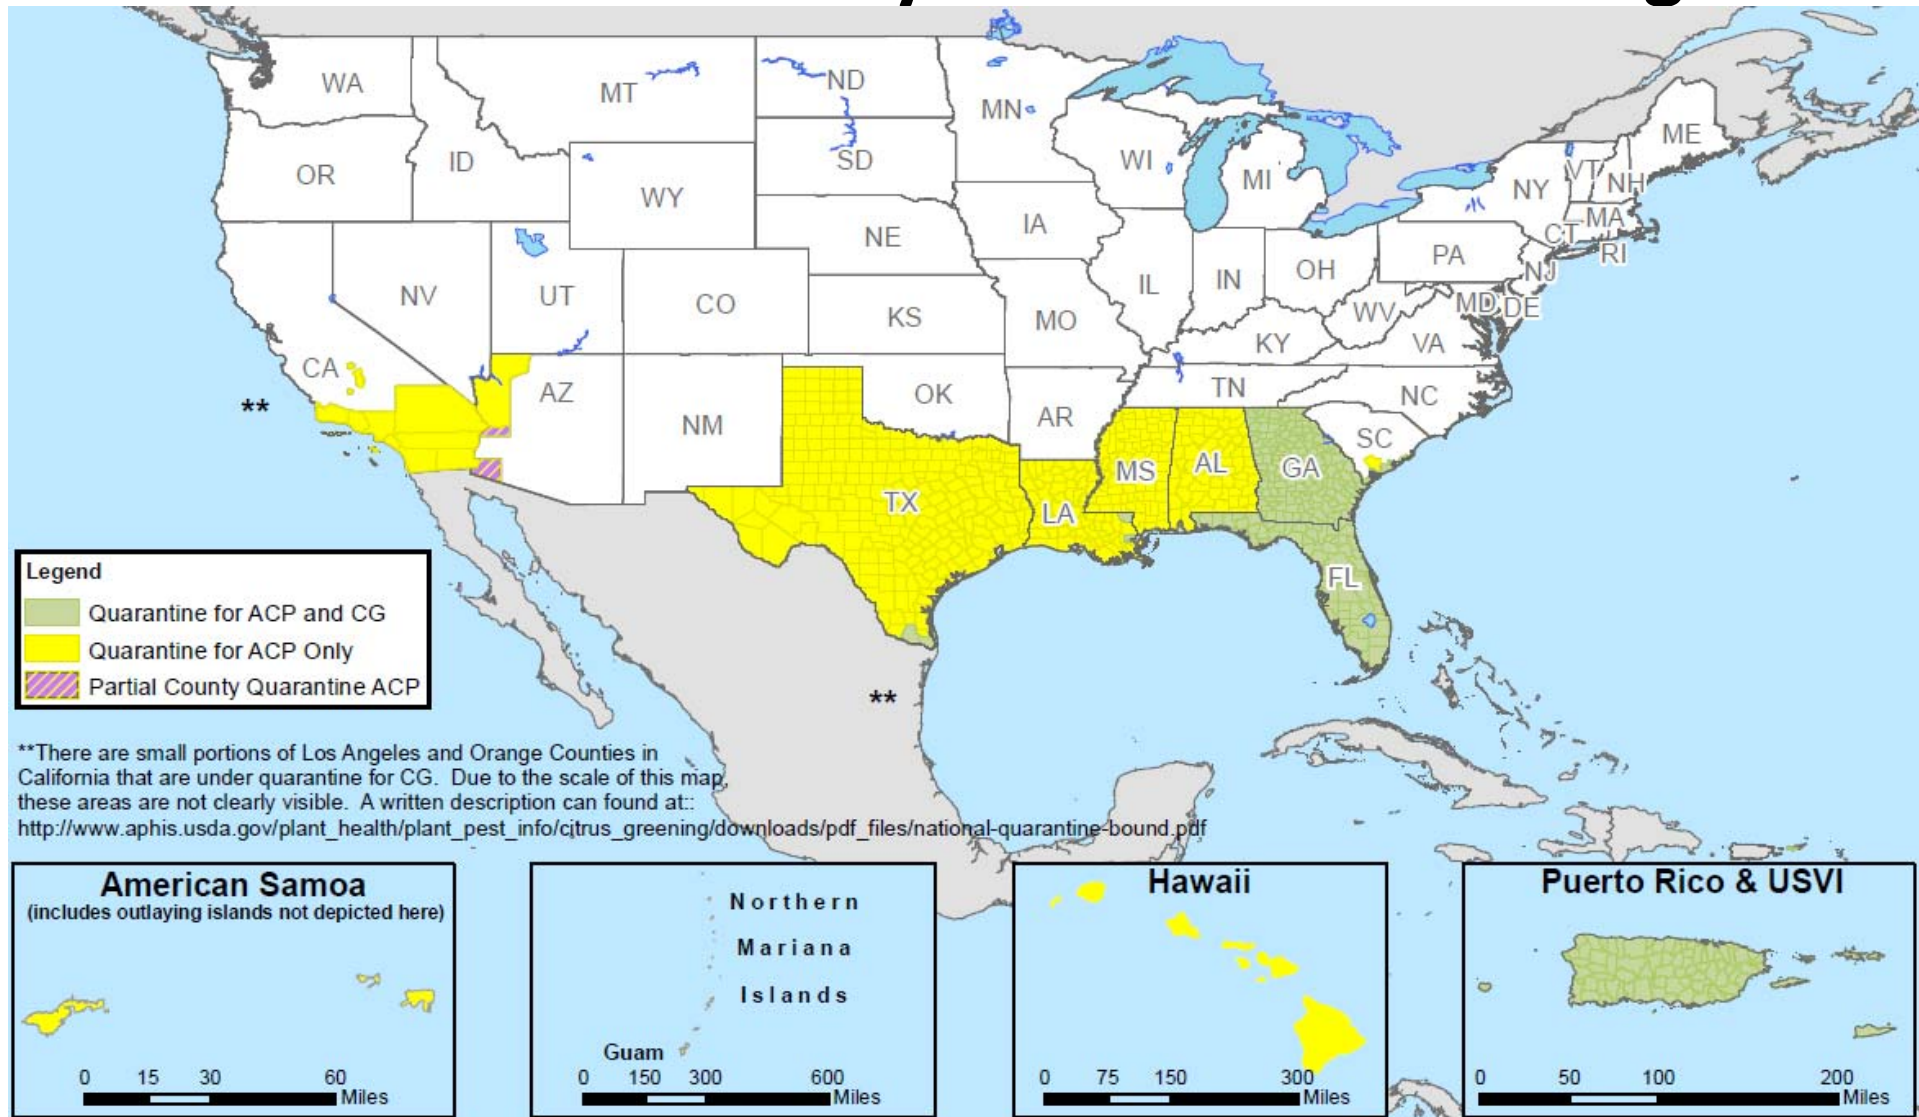 WA
MT
ND
MN
ME
OR
ID
SD
WI
MI
VT
NH
NY
WY
IA
MA
NE
CT
RI
PA
NV
UT
CO
IL
IN
OH
NJ
MD
DE
KS
MO
WV
VA
KY
CA
AZ
OK
TN
NC
**
NM
AR
SC
MS
AL
GA
TX
LA
FL
Legend
Quarantine for ACP and CG
Quarantine for ACP Only
Partial County Quarantine ACP
**
**There are small portions of Los Angeles and Orange Counties in
California that are under quarantine for CG. Due to the scale of this map,
these areas are not clearly visible. A written description can found at::
http://www.aphis.usda.gov/plant_health/plant_pest_info/citrus_greening/downloads/pdf_files/national-quarantine-bound.pdf
American Samoa
(includes outlaying islands not depicted here)
0 15 30 60
Miles
Northern
Mariana
Islands
Guam
0 150 300 600
Miles
Hawaii
0 75 150 300
Miles
Puerto Rico & USVI
0 50 100 200
Miles